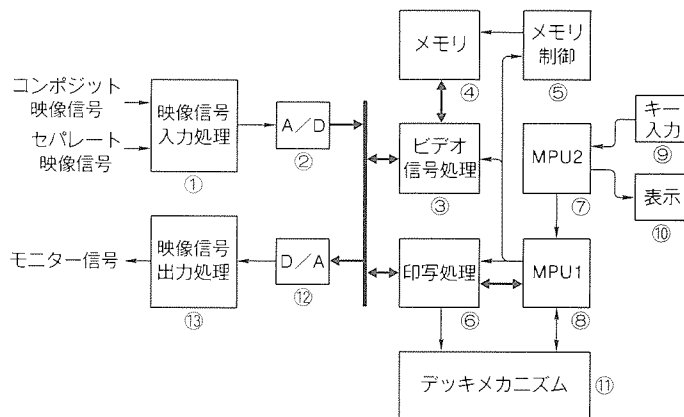 コンポジット
映像信号
セパレート
映像信号
映像信号
入力処理
①
A／D
②
メモリ
④
メモリ
制御
⑤
ビデオ
信号処理
③
MPU2
⑦
キー
入力
⑨
表示
⑩
モニター信号
映像信号
出力処理
⑬
D／A
⑫
印写処理
⑥
MPU1
⑧
デッキメカニズム
⑪